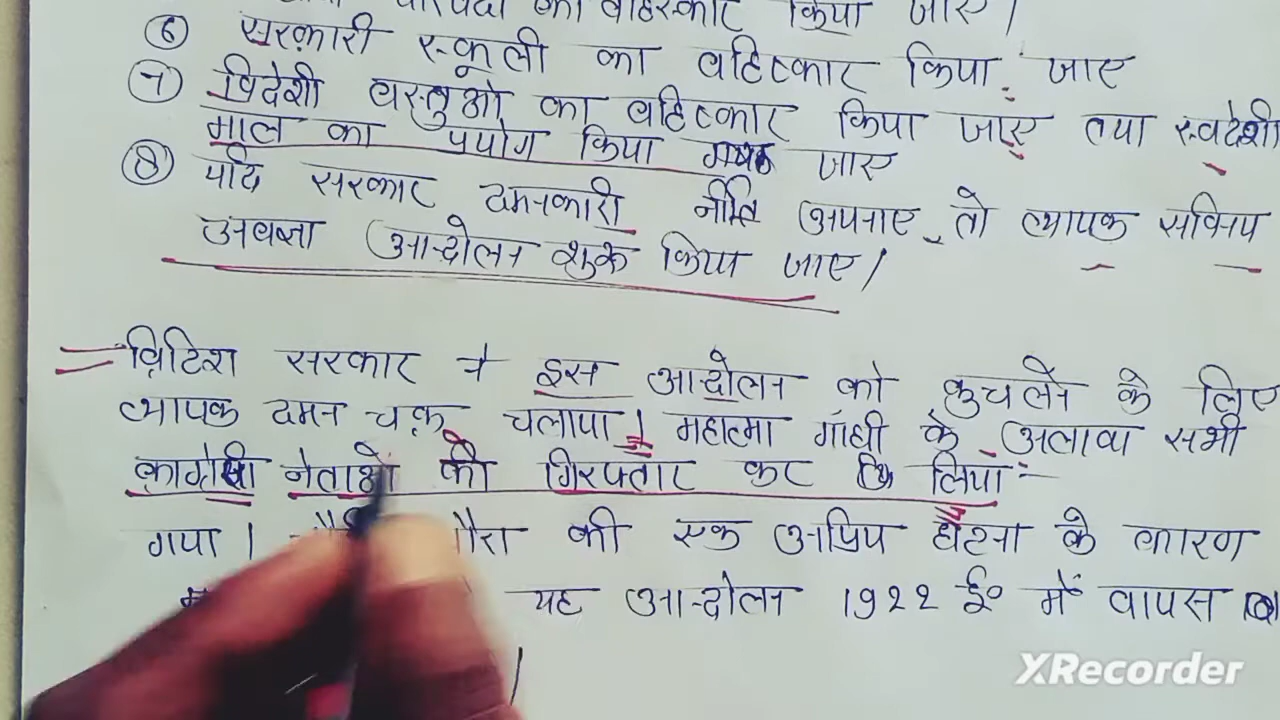 का बहिष्कार किया जाए।
⑥ सरकारी स्कूली का बहिष्कार किया जाए
⑦ विदेशी वस्तुओ का बहिष्कार किया जाए तथा स्वदेशी
माल का प्रयोग किया जाए
⑧ यदि सरकार दमनकारी नीति अपनाए तो व्यापक सविनय
अवज्ञा आन्दोलन शुरू किया जाए।
= ब्रिटिश सरकार ने इस आन्दोलन को कुचलने के लिए
व्यापक दमन चक्र चलाया। महात्मा गांधी के अलावा सभी
नेताओ को गिरफ्तार कर लिया
गया। चौरा की एक अप्रिय घटना के कारण
यह आन्दोलन 1922 ई० में वापस
XRecorder